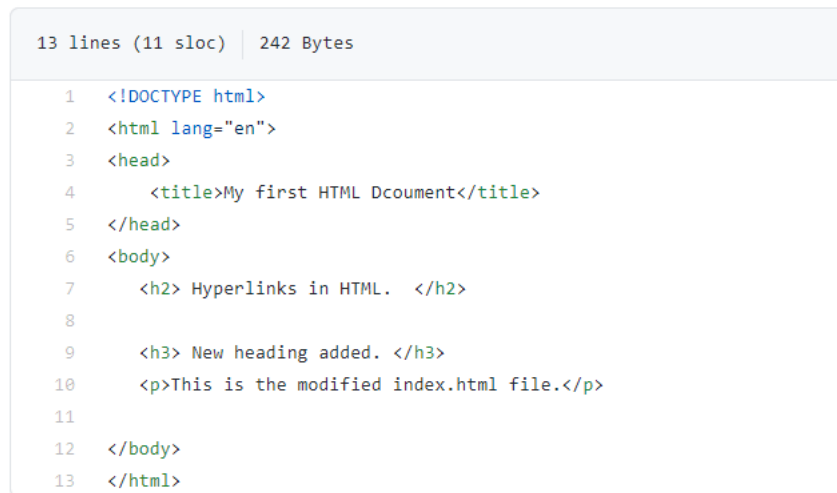 13 lines (11 sloc) 242 Bytes
1 <!DOCTYPE html>
2 <html lang="en">
3 <head>
4     <title>My first HTML Dcoument</title>
5 </head>
6 <body>
7    <h2> Hyperlinks in HTML.  </h2>
8
9    <h3> New heading added. </h3>
10    <p>This is the modified index.html file.</p>
11
12 </body>
13 </html>